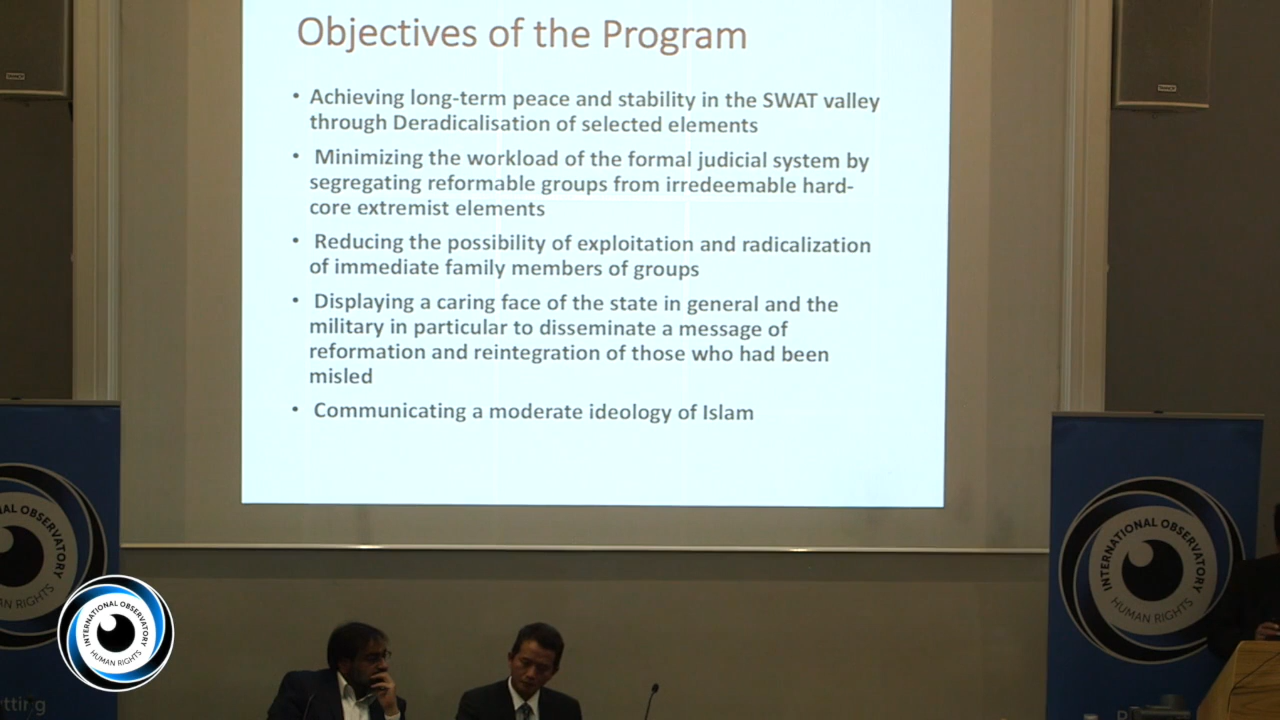 Objectives of the Program
• Achieving long-term peace and stability in the SWAT valley
through Deradicalisation of selected elements
• Minimizing the workload of the formal judicial system by
segregating reformable groups from irredeemable hard-
core extremist elements
• Reducing the possibility of exploitation and radicalization
of immediate family members of groups
• Displaying a caring face of the state in general and the
military in particular to disseminate a message of
reformation and reintegration of those who had been
misled
• Communicating a moderate ideology of Islam
INTERNATIONAL OBSERVATORY
HUMAN RIGHTS
INTERNATIONAL OBSERVATORY
HUMAN RIGHTS
OBSERVATORY
RIGHTS